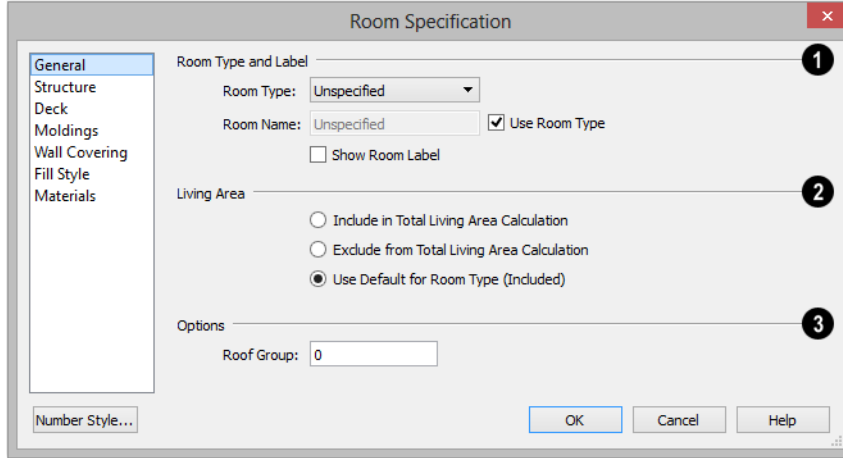 Room Specification
General
Structure
Deck
Moldings
Wall Covering
Fill Style
Materials
Room Type and Label 1
Room Type: Unspecified
Room Name: Unspecified Use Room Type
Show Room Label
Living Area 2
Include in Total Living Area Calculation
Exclude from Total Living Area Calculation
Use Default for Room Type (Included)
Options 3
Roof Group: 0
Number Style... OK Cancel Help